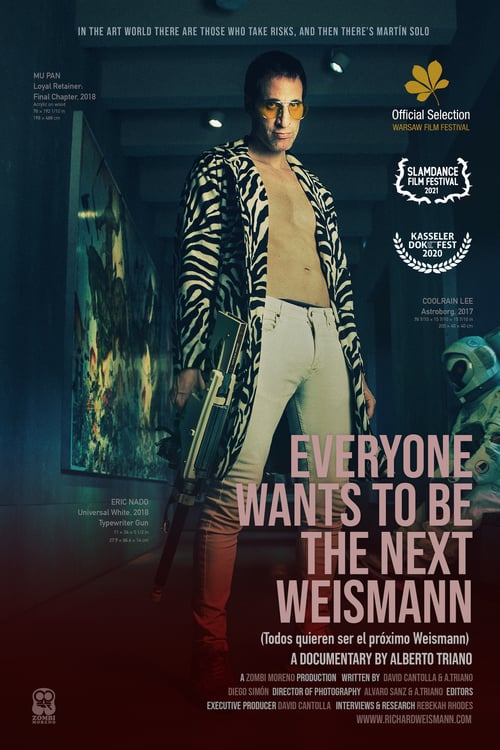 IN THE ART WORLD THERE ARE THOSE WHO TAKE RISKS, AND THEN THERE'S MARTÍN SOLO
MU PAN
Loyal Retainer:
Final Chapter, 2018
Acrylic on wood
Official Selection
WARSAW FILM FESTIVAL
SLAMDANCE
FILM FESTIVAL
2021
KASSELER
DOKFEST
2020
COOLRAIN LEE
Astroborg, 2017
ERIC NADO
Universal White, 2018
Typewriter Gun
EVERYONE
WANTS TO BE
THE NEXT
WEISMANN
(Todos quieren ser el próximo Weismann)
A DOCUMENTARY BY ALBERTO TRIANO
A ZOMBI MORENO PRODUCTION WRITTEN BY DAVID CANTOLLA & A.TRIANO
DIEGO SIMÓN DIRECTOR OF PHOTOGRAPHY ALVARO SANZ & A.TRIANO EDITORS
EXECUTIVE PRODUCER DAVID CANTOLLA INTERVIEWS & RESEARCH REBEKAH RHODES
WWW.RICHARDWEISMANN.COM
ZOMBI
MORENO